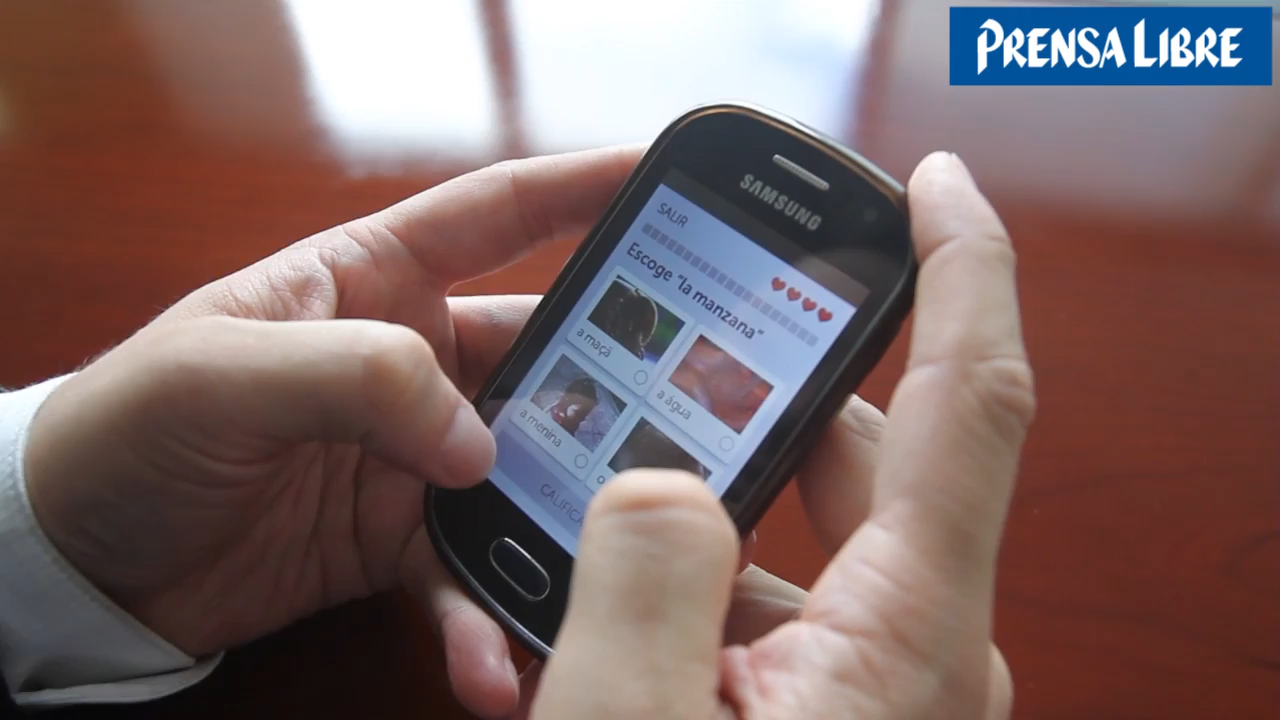 PRENSA LIBRE
SAMSUNG
SALIR
Escoge "la manzana"
a maçã
a água
a menina